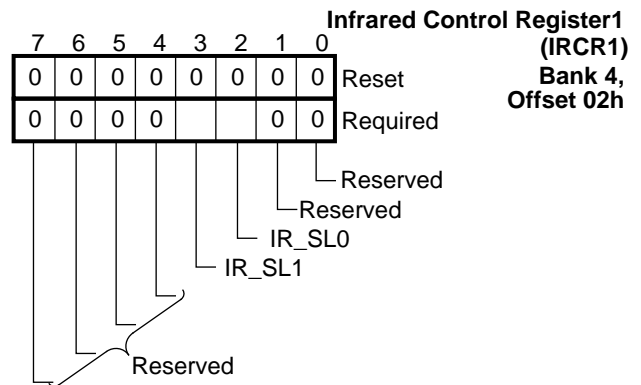 Infrared Control Register1
(IRCR1)
Bank 4,
Offset 02h
7 6 5 4 3 2 1 0
0 0 0 0 0 0 0 0 Reset
0 0 0 0 0 0 Required
Reserved
Reserved
IR_SL0
IR_SL1
Reserved